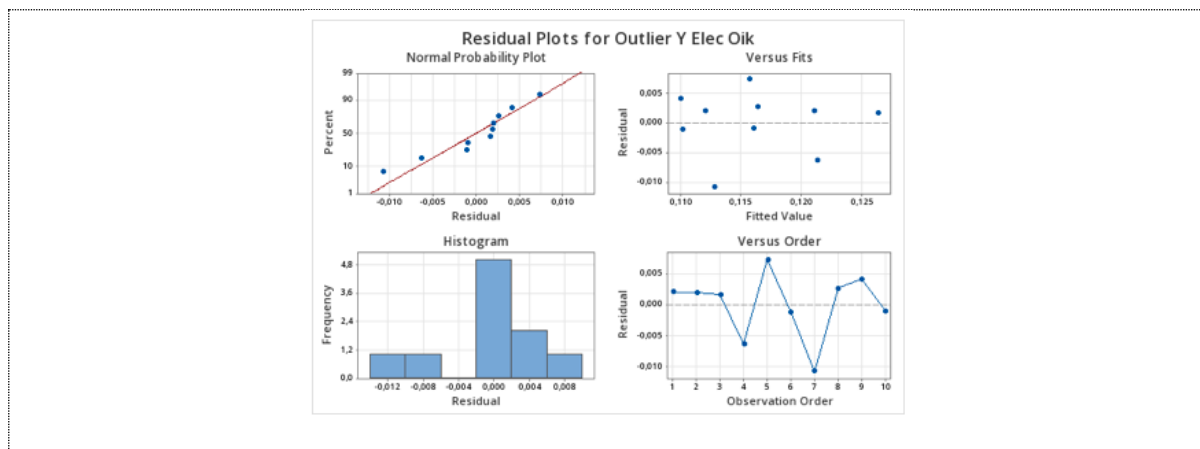 Residual Plots for Outlier Y Elec Oik
Normal Probability Plot
99
90
50
10
1
Percent
-0,010 -0,005 0,000 0,005 0,010
Residual
Versus Fits
0,005
0,000
-0,005
-0,010
Residual
0,110 0,115 0,120 0,125
Fitted Value
Histogram
4,8
3,6
2,4
1,2
0,0
Frequency
-0,012 -0,008 -0,004 0,000 0,004 0,008
Residual
Versus Order
0,005
0,000
-0,005
-0,010
Residual
1 2 3 4 5 6 7 8 9 10
Observation Order